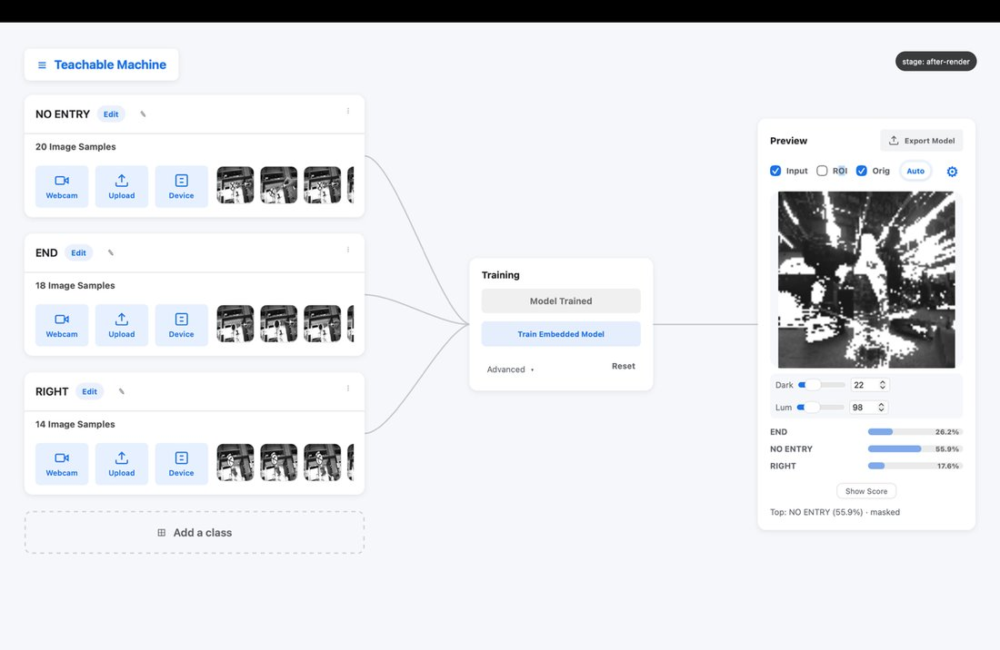 Teachable Machine
stage: after-render
NO ENTRY Edit
20 Image Samples
Webcam Upload Device
END Edit
18 Image Samples
Webcam Upload Device
RIGHT Edit
14 Image Samples
Webcam Upload Device
Add a class
Training
Model Trained
Train Embedded Model
Advanced
Reset
Preview
Export Model
Input ROI Orig Auto
Dark 22
Lum 98
END 26.2%
NO ENTRY 55.9%
RIGHT 17.6%
Show Score
Top: NO ENTRY (55.9%) · masked